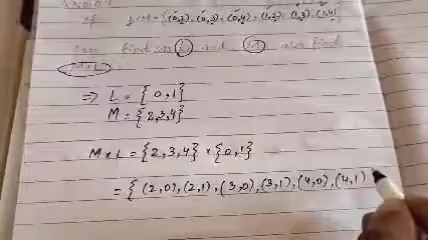 if {(0,2), (0,3), (0,4), (1,2), (1,3), (1,4)}
find L and M also find
M×L
⇒ L = {0,1}
M = {2,3,4}
M×L = {2,3,4} × {0,1}
= { (2,0), (2,1), (3,0), (3,1), (4,0), (4,1)